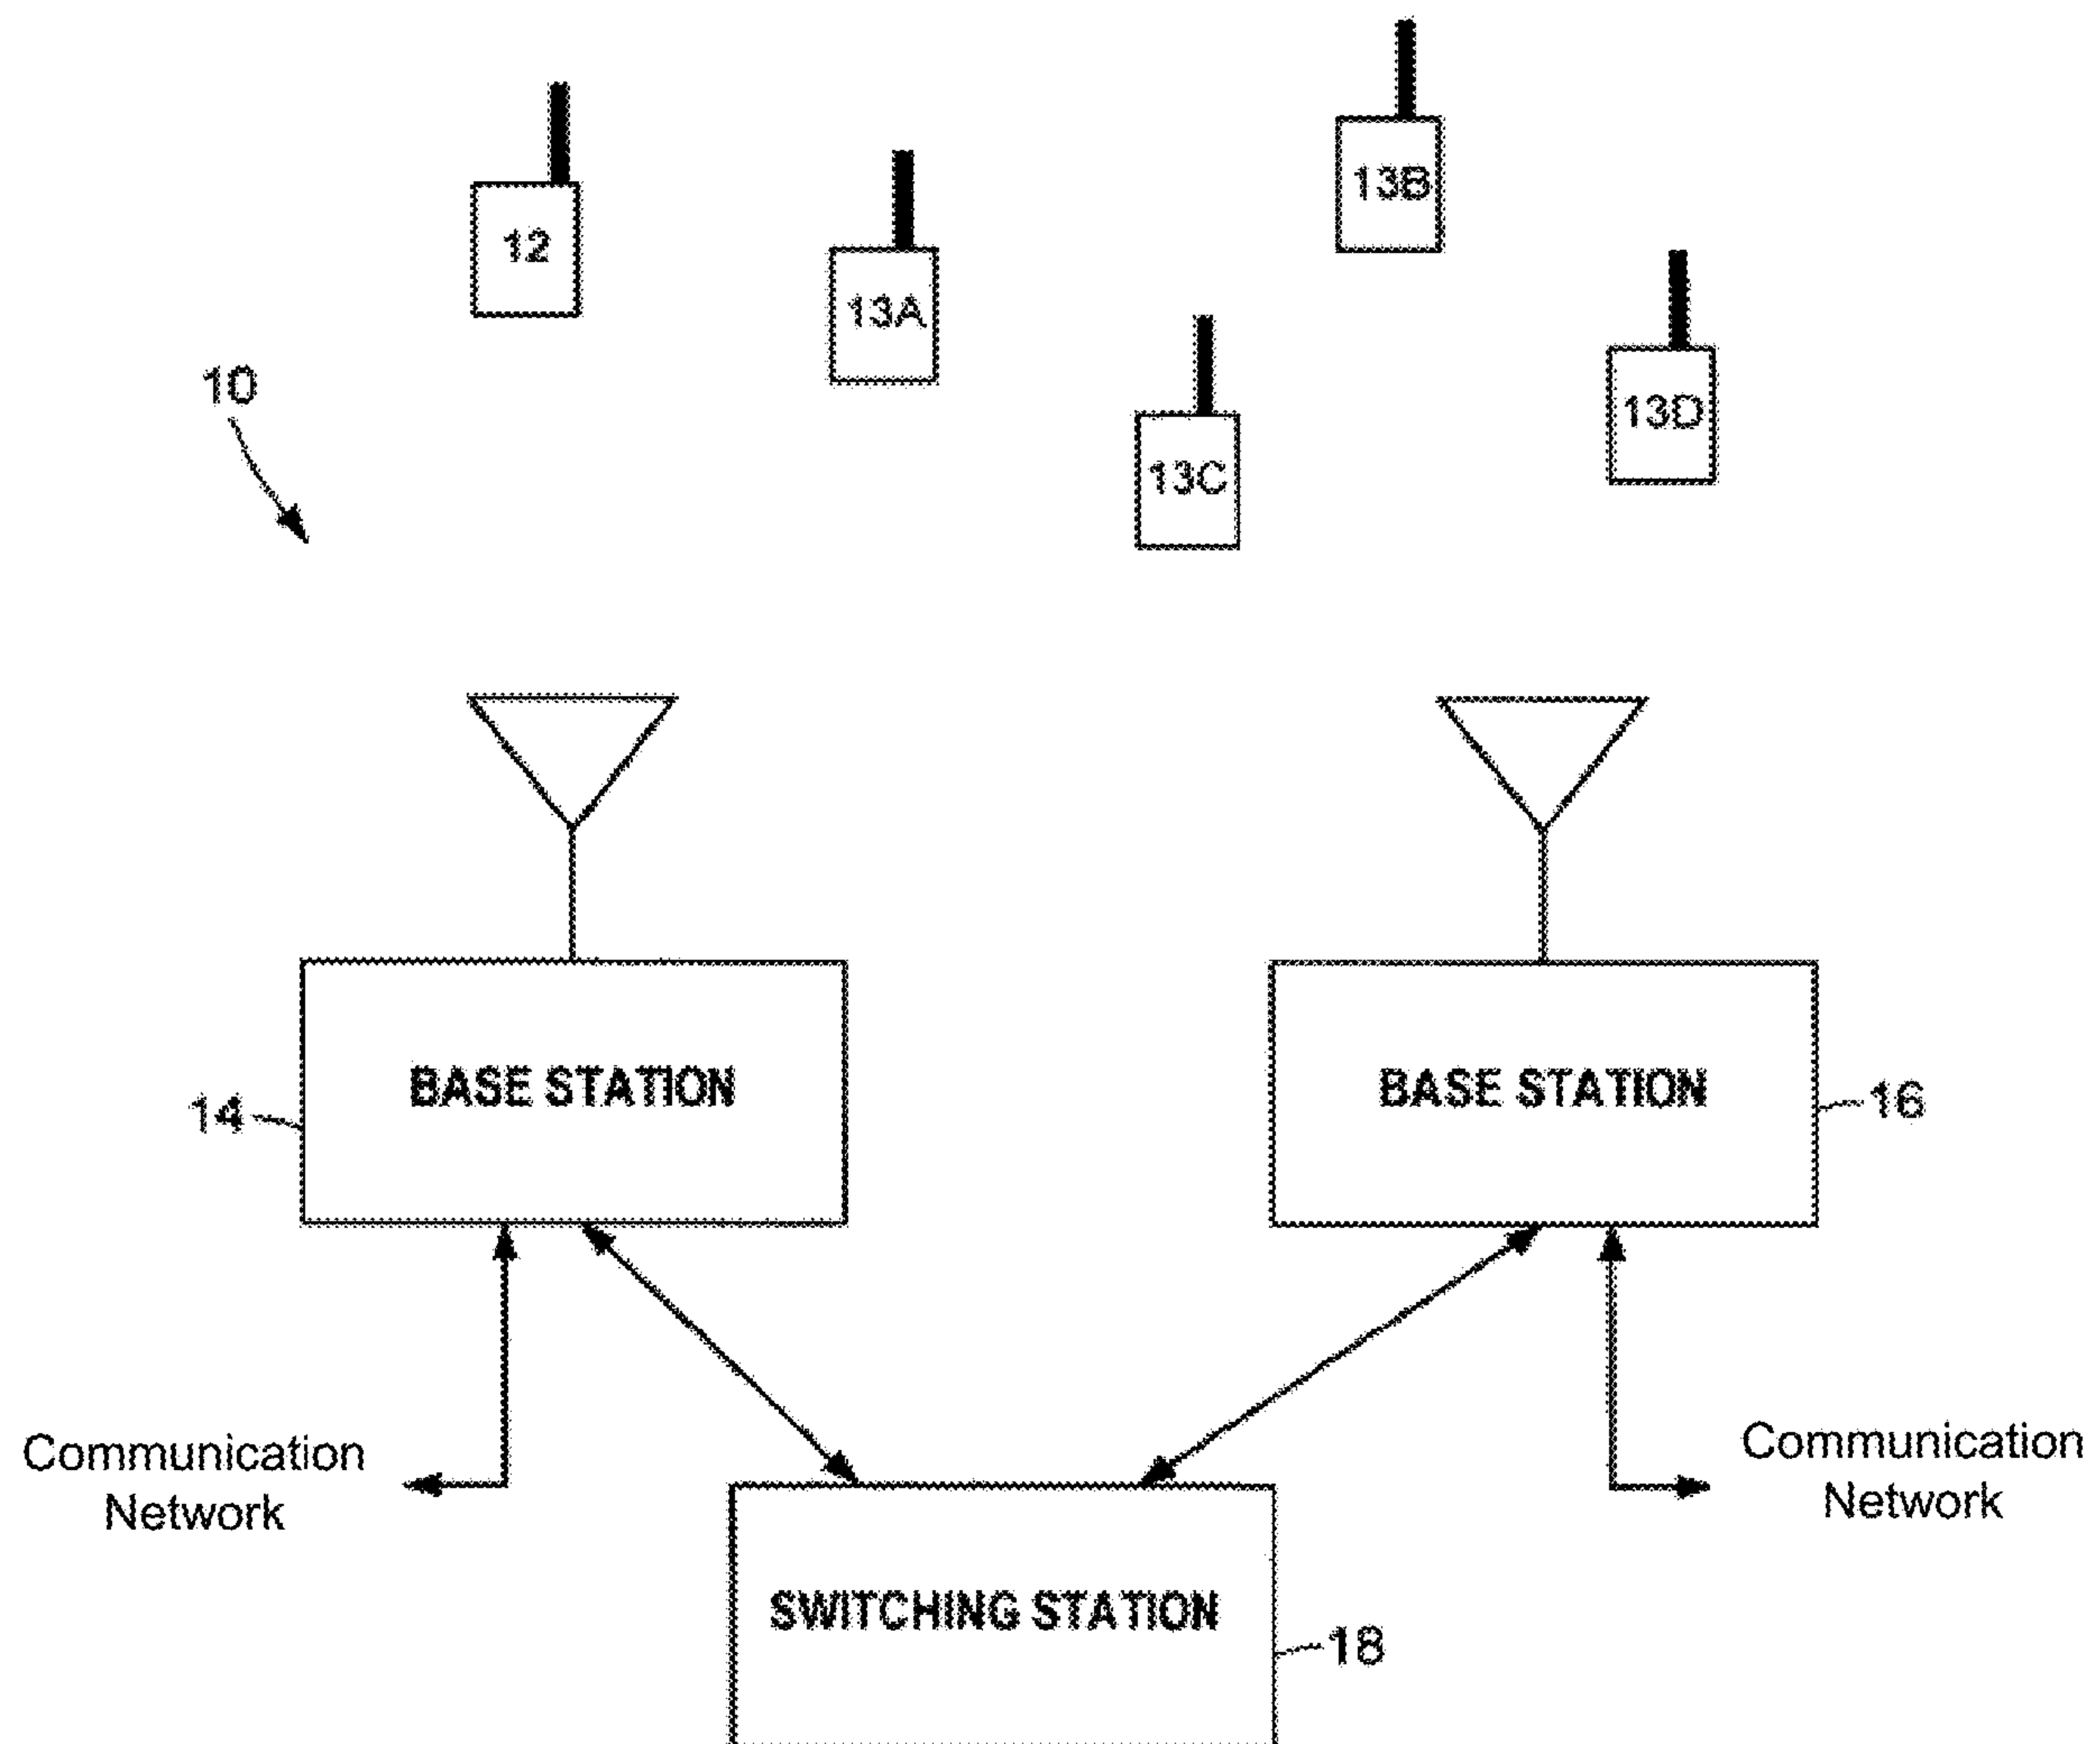 13B
12
13A
13D
10
13C
BASE STATION
BASE STATION
14
16
Communication
Network
Communication
Network
SWITCHING STATION
18